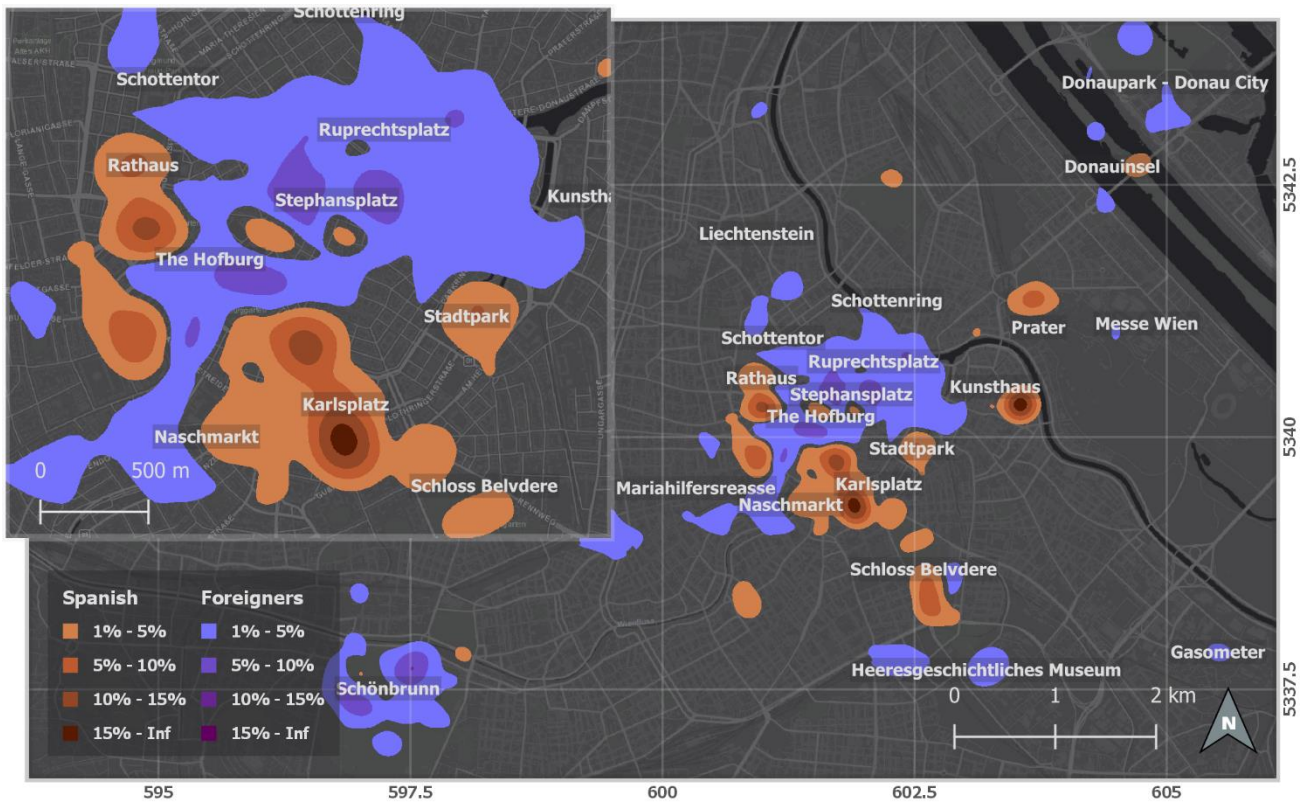 Schottenring
Schottentor
Ruprechtsplatz
Rathaus
Stephansplatz
Kunstha
The Hofburg
Stadtpark
Karlsplatz
Naschmarkt
Schloss Belvdere
0 500 m
Donaupark - Donau City
Donauinsel
Liechtenstein
Schottenring
Prater
Messe Wien
Schottentor
Ruprechtsplatz
Rathaus
Stephansplatz
Kunsthaus
The Hofburg
Stadtpark
Mariahilfersreasse
Karlsplatz
Naschmarkt
Schloss Belvdere
Gasometer
Heeresgeschichtliches Museum
Schönbrunn
0 1 2 km
N
Spanish Foreigners
1% - 5% 1% - 5%
5% - 10% 5% - 10%
10% - 15% 10% - 15%
15% - Inf 15% - Inf
5342.5
5340
5337.5
595 597.5 600 602.5 605